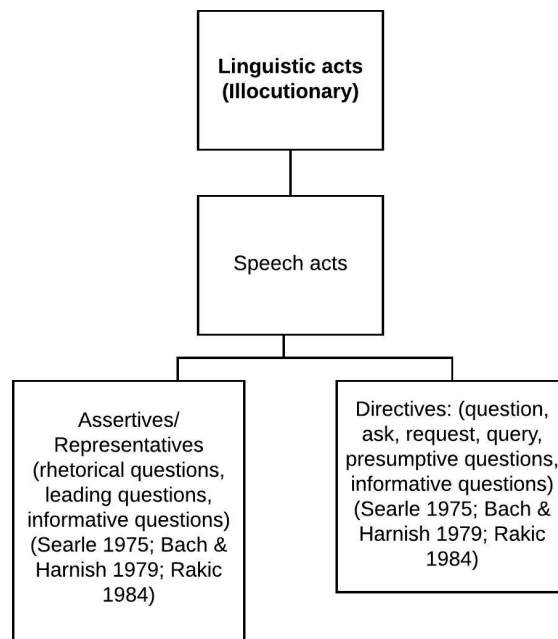 Linguistic acts
(Illocutionary)
Speech acts
Assertives/
Representatives
(rhetorical questions,
leading questions,
informative questions)
(Searle 1975; Bach &
Harnish 1979; Rakic
1984)
Directives: (question,
ask, request, query,
presumptive questions,
informative questions)
(Searle 1975; Bach &
Harnish 1979; Rakic
1984)